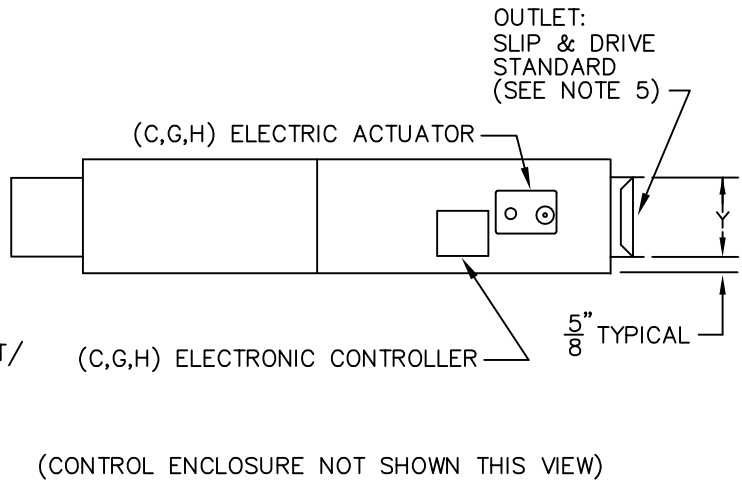 OUTLET:
SLIP & DRIVE
STANDARD
(SEE NOTE 5)
(C,G,H) ELECTRIC ACTUATOR
Y
5/8" TYPICAL
T/
(C,G,H) ELECTRONIC CONTROLLER
(CONTROL ENCLOSURE NOT SHOWN THIS VIEW)